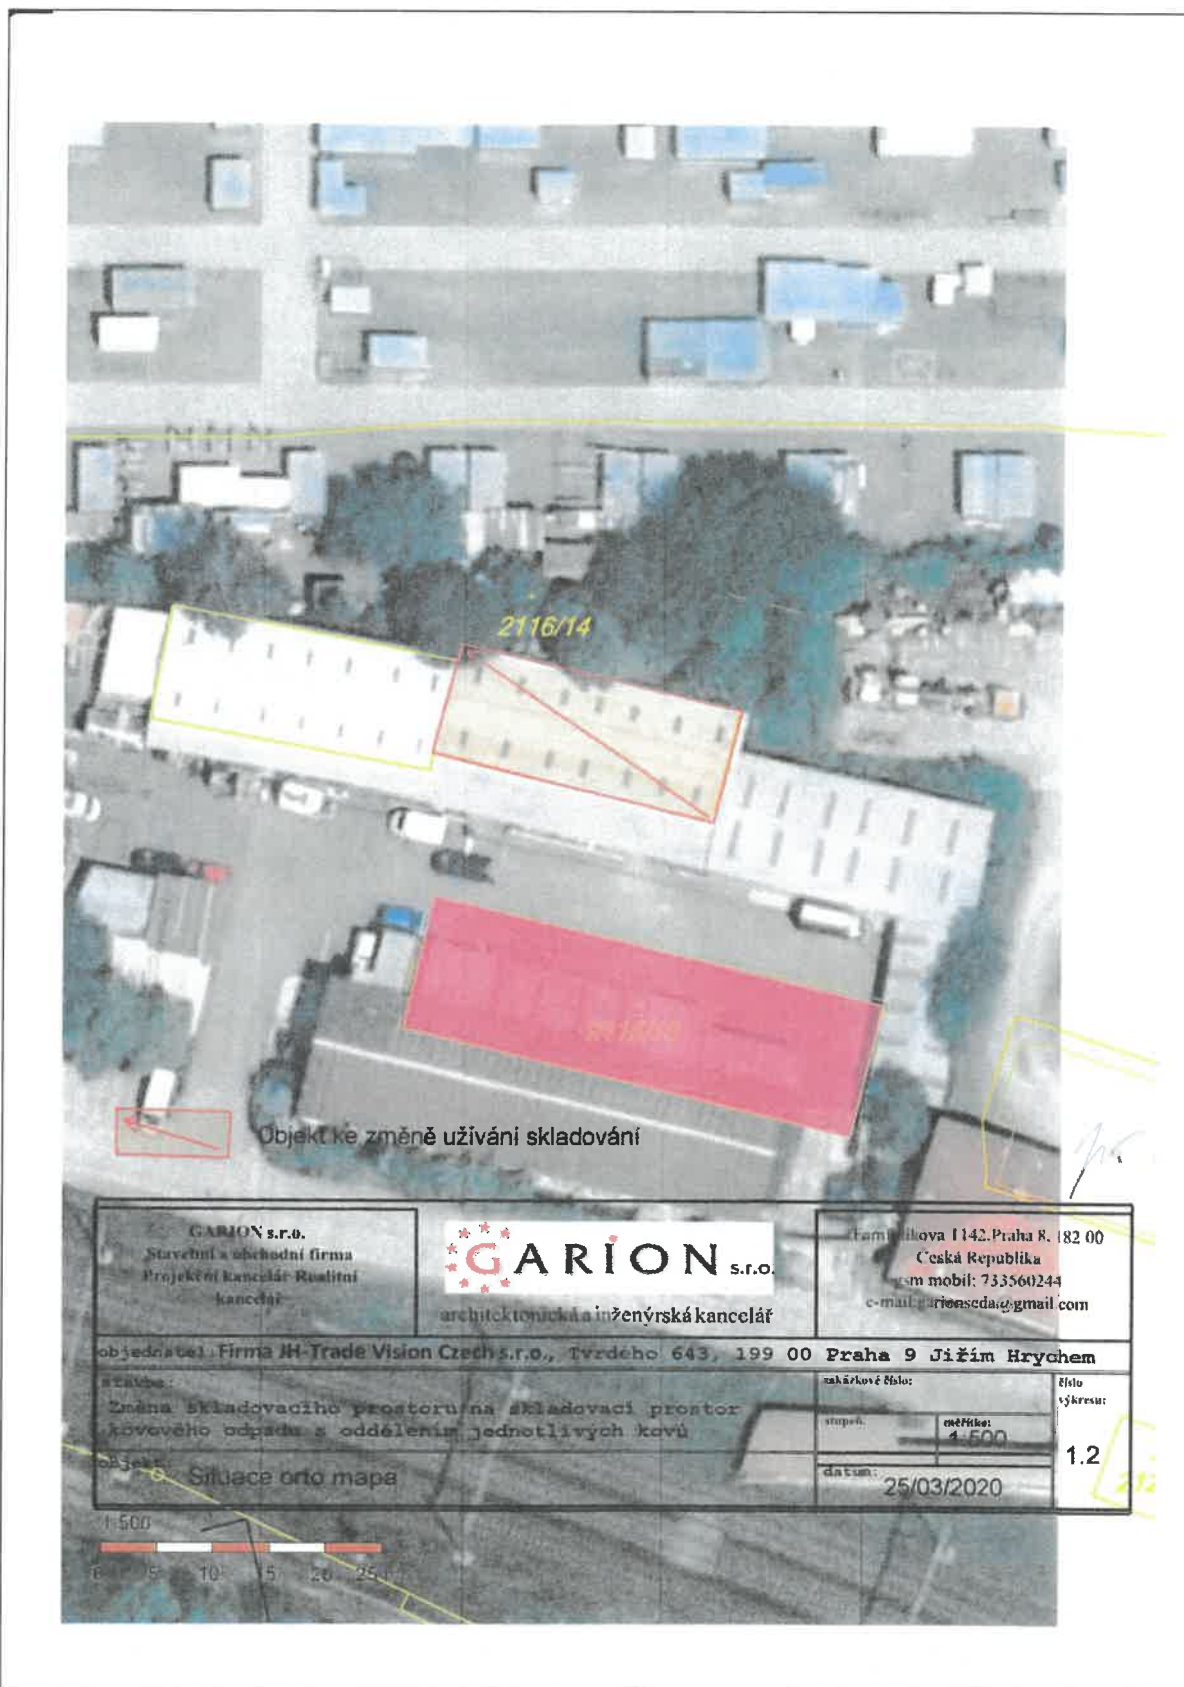 2116/14
Objekt ke změně užívání skladování
GARION s.r.o.
Stavební a obchodní firma
Projekční kancelář Realitní
kancelář
GARION s.r.o.
architektonická a inženýrská kancelář
1142.Praha 8, 182 00
Česká Republika
gsm mobil: 733560244
e-mail:garionseda@gmail.com
objednatel: Firma JH-Trade Vision Czech s.r.o., Tvrdého 643, 199 00 Praha 9 Jiřím Hrychem
stavba:
Změna skladovacího prostoru na skladovací prostor
kovového odpadu s oddělením jednotlivých kovů
zakázkové číslo:
stupeň:
měřítko:
1:500
číslo
výkresu:
1.2
objekt:
Situace orto mapa
datum:
25/03/2020
1:500
0 5 10 15 20 25